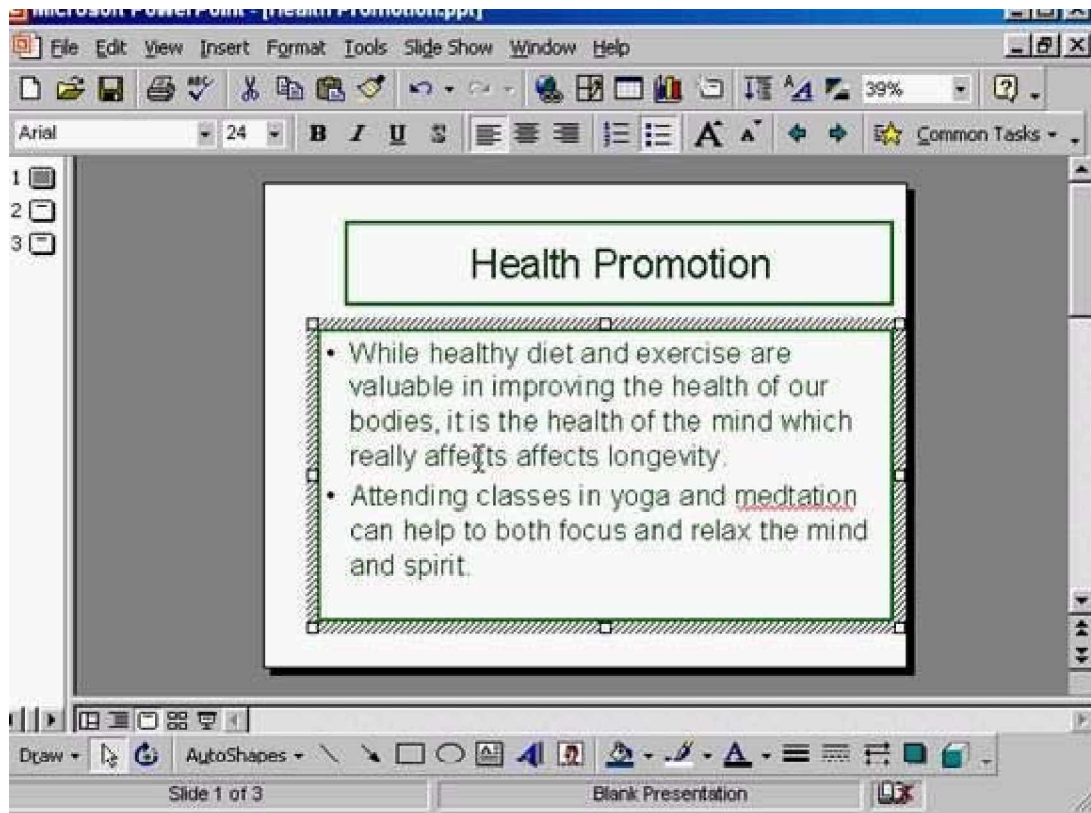 Microsoft PowerPoint - [Health Promotion.ppt]
File Edit View Insert Format Tools Slide Show Window Help
39%
Arial 24 B I U S A A Common Tasks
1
2
3
Health Promotion
• While healthy diet and exercise are
valuable in improving the health of our
bodies, it is the health of the mind which
really affects affects longevity.
• Attending classes in yoga and medtation
can help to both focus and relax the mind
and spirit.
Draw AutoShapes
Slide 1 of 3 Blank Presentation